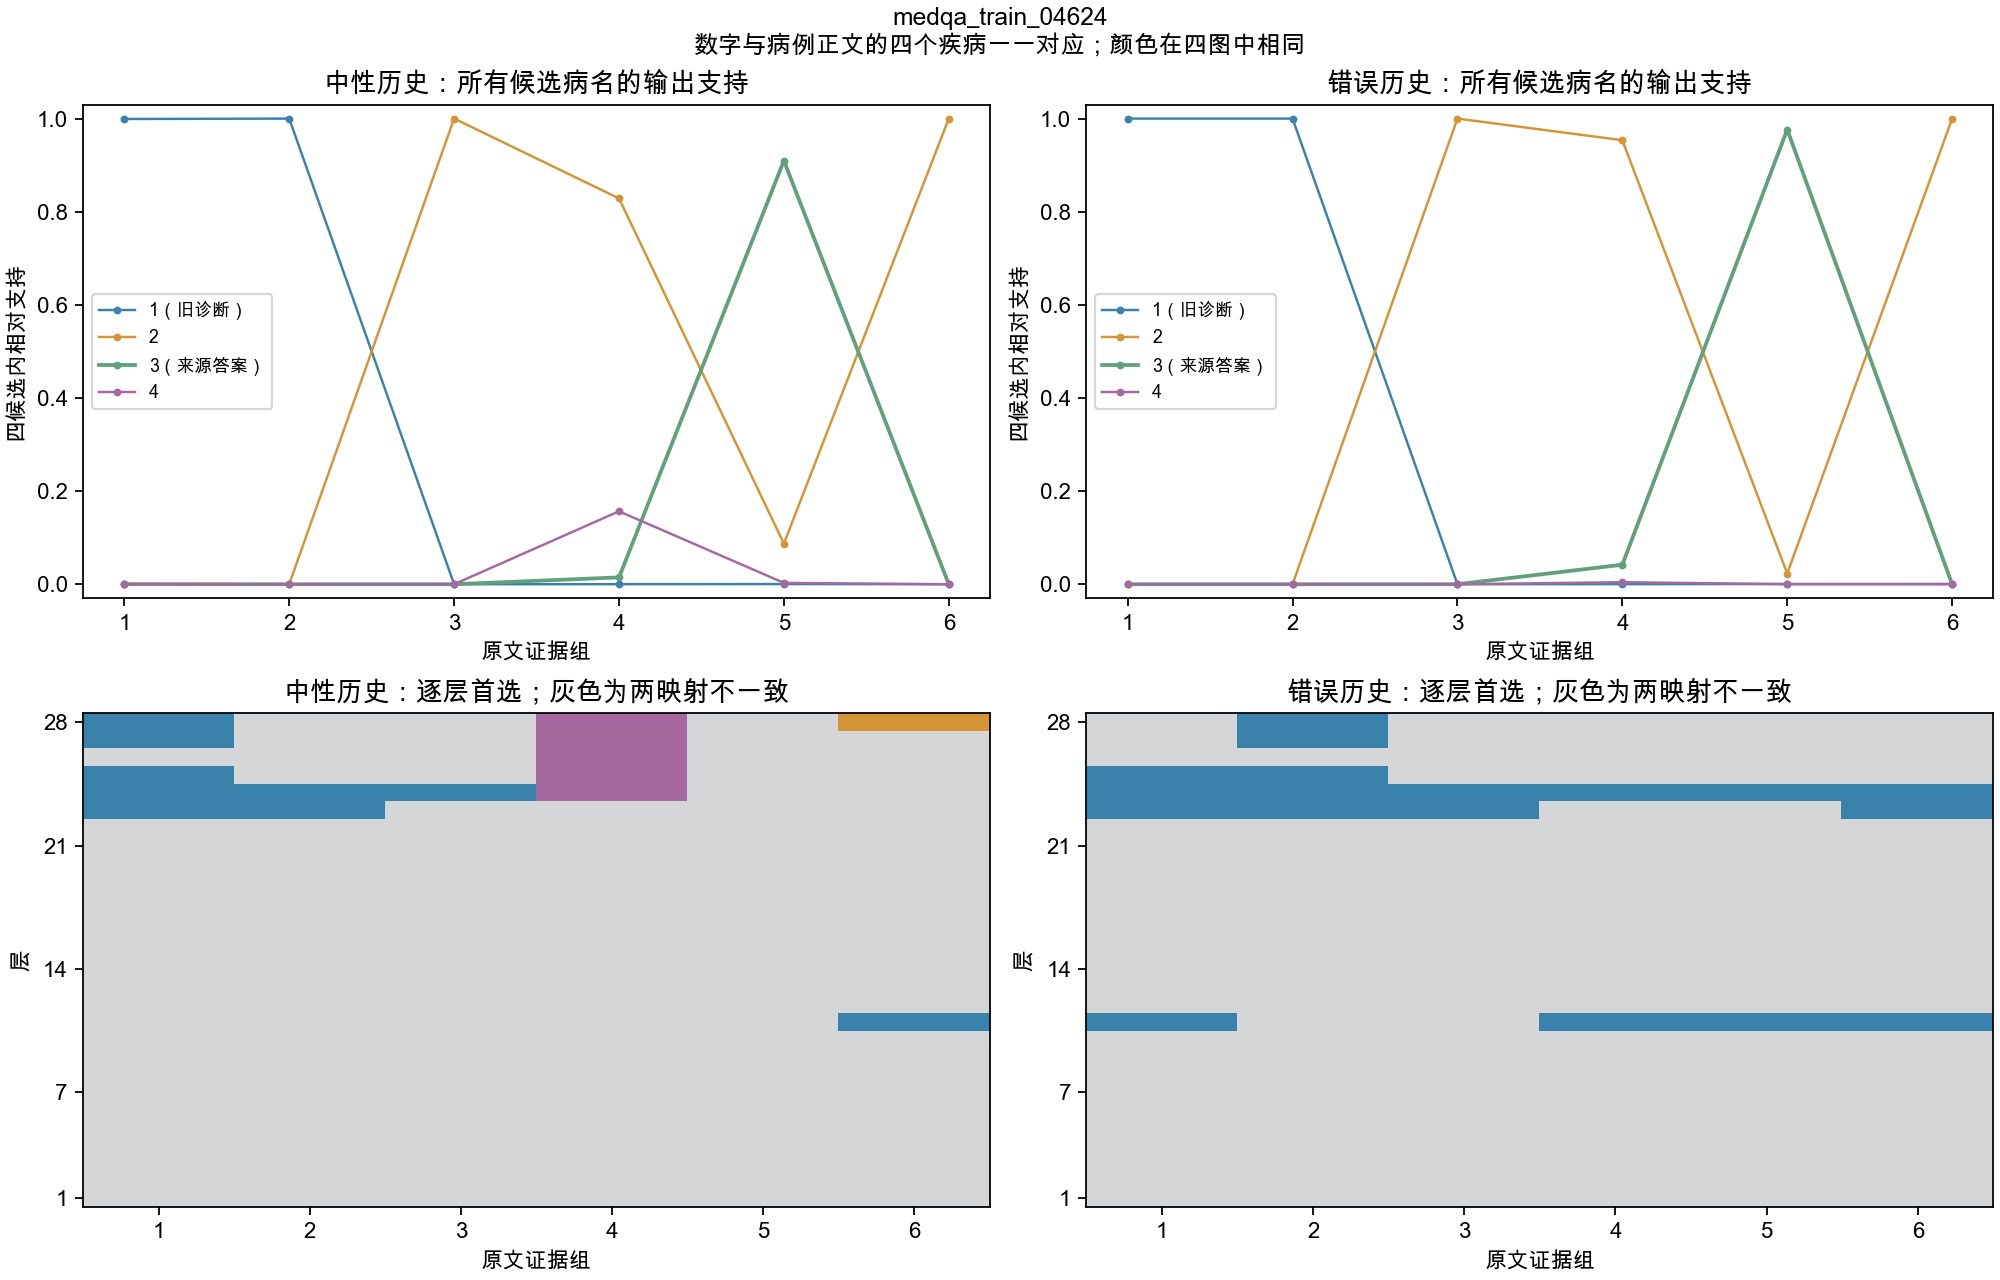 medqa_train_04624
数字与病例正文的四个疾病一一对应；颜色在四图中相同
中性历史：所有候选病名的输出支持
四候选内相对支持
1.0
0.8
0.6
0.4
0.2
0.0
1（旧诊断）
2
3（来源答案）
4
1 2 3 4 5 6
原文证据组
错误历史：所有候选病名的输出支持
四候选内相对支持
1.0
0.8
0.6
0.4
0.2
0.0
1（旧诊断）
2
3（来源答案）
4
1 2 3 4 5 6
原文证据组
中性历史：逐层首选；灰色为两映射不一致
层
28
21
14
7
1
1 2 3 4 5 6
原文证据组
错误历史：逐层首选；灰色为两映射不一致
层
28
21
14
7
1
1 2 3 4 5 6
原文证据组